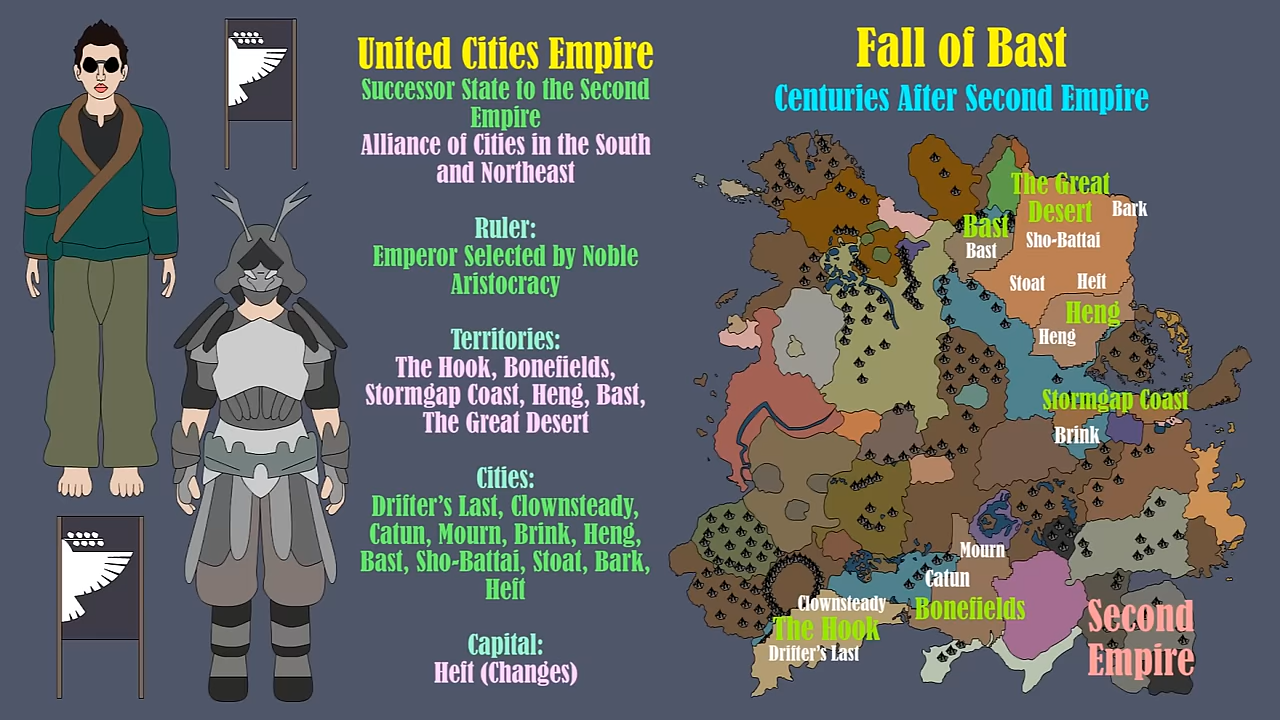 United Cities Empire
Successor State to the Second
Empire
Alliance of Cities in the South
and Northeast
Ruler:
Emperor Selected by Noble
Aristocracy
Territories:
The Hook, Bonefields,
Stormgap Coast, Heng, Bast,
The Great Desert
Cities:
Drifter's Last, Clownsteady,
Catun, Mourn, Brink, Heng,
Bast, Sho-Battai, Stoat, Bark,
Heft
Capital:
Heft (Changes)
Fall of Bast
Centuries After Second Empire
The Great
Desert
Bark
Bast
Bast
Sho-Battai
Stoat
Heft
Heng
Heng
Stormgap Coast
Brink
Mourn
Catun
Clownsteady
Bonefields
The Hook
Drifter's Last
Second
Empire